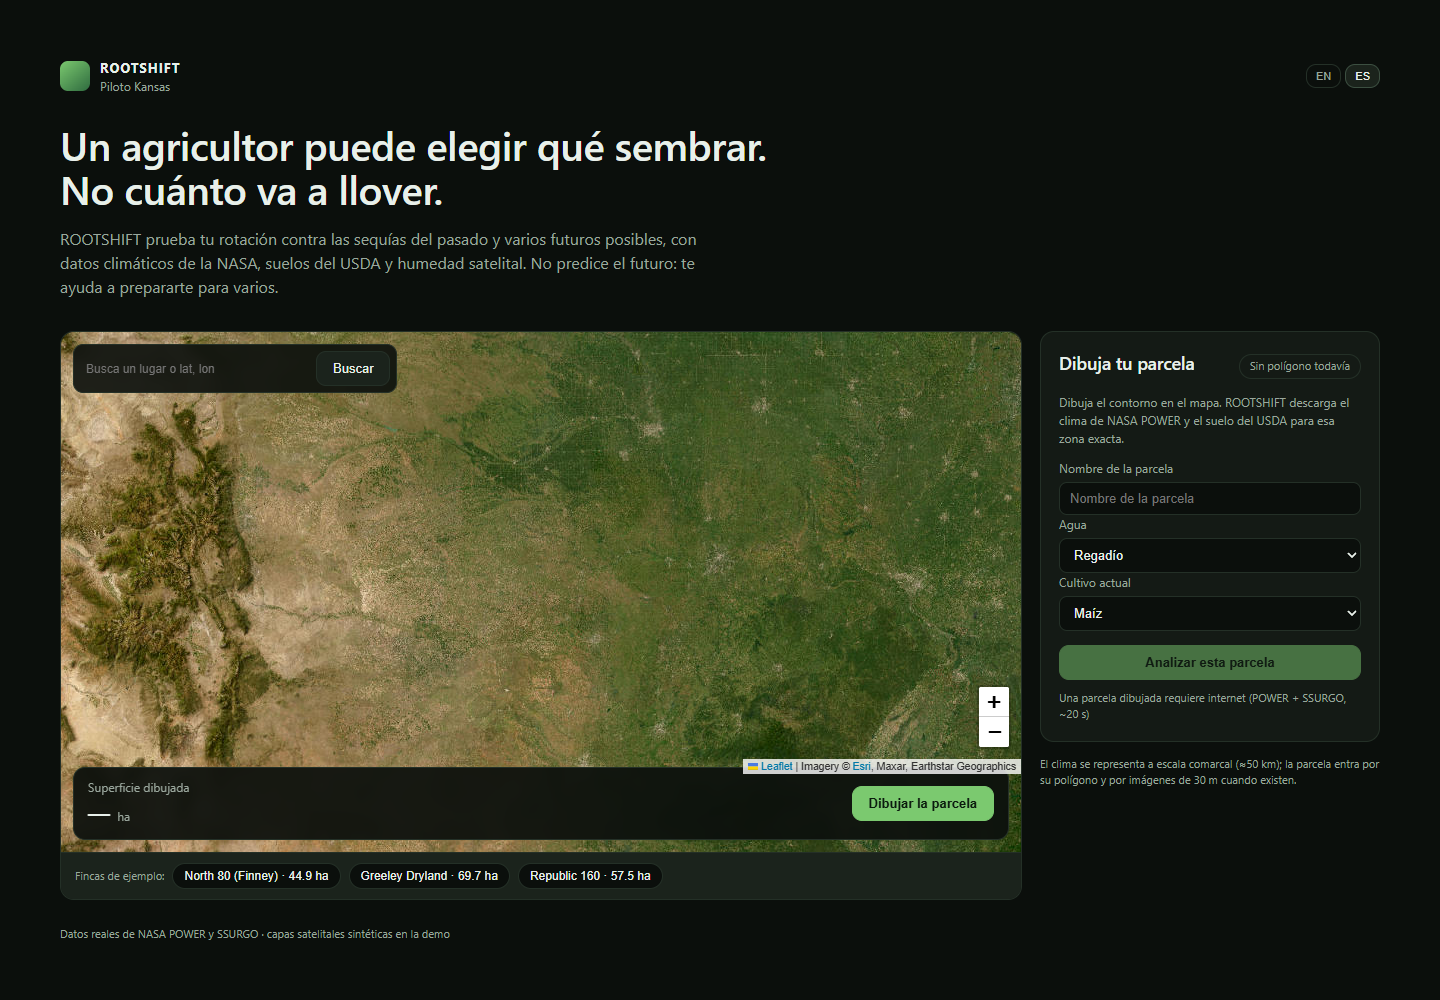 ROOTSHIFT
Piloto Kansas
EN
ES
Un agricultor puede elegir qué sembrar.
No cuánto va a llover.
ROOTSHIFT prueba tu rotación contra las sequías del pasado y varios futuros posibles, con
datos climáticos de la NASA, suelos del USDA y humedad satelital. No predice el futuro: te
ayuda a prepararte para varios.
Busca un lugar o lat, lon
Buscar
+
−
Leaflet | Imagery © Esri, Maxar, Earthstar Geographics
Superficie dibujada
— ha
Dibujar la parcela
Fincas de ejemplo:
North 80 (Finney) · 44.9 ha
Greeley Dryland · 69.7 ha
Republic 160 · 57.5 ha
Dibuja tu parcela
Sin polígono todavía
Dibuja el contorno en el mapa. ROOTSHIFT descarga el
clima de NASA POWER y el suelo del USDA para esa
zona exacta.
Nombre de la parcela
Nombre de la parcela
Agua
Regadío
Cultivo actual
Maíz
Analizar esta parcela
Una parcela dibujada requiere internet (POWER + SSURGO,
~20 s)
El clima se representa a escala comarcal (≈50 km); la parcela entra por
su polígono y por imágenes de 30 m cuando existen.
Datos reales de NASA POWER y SSURGO · capas satelitales sintéticas en la demo